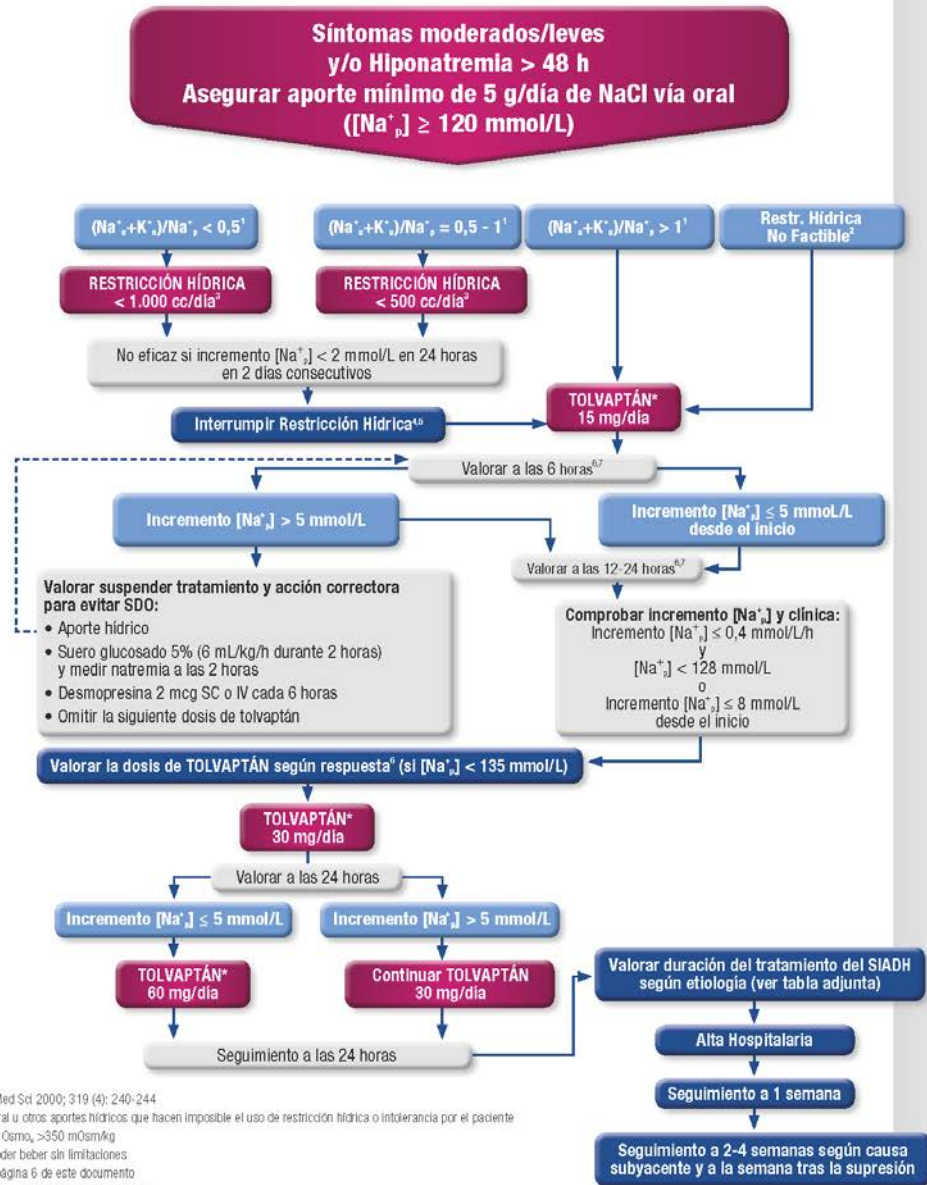 Síntomas moderados/leves
y/o Hiponatremia > 48 h
Asegurar aporte mínimo de 5 g/día de NaCl vía oral
([Na⁺ₚ] ≥ 120 mmol/L)
(Na⁺ᵤ+K⁺ᵤ)/Na⁺ₚ < 0,5¹
(Na⁺ᵤ+K⁺ᵤ)/Na⁺ₚ = 0,5 - 1¹
(Na⁺ᵤ+K⁺ᵤ)/Na⁺ₚ > 1¹
Restr. Hídrica
No Factible²
RESTRICCIÓN HÍDRICA
< 1.000 cc/día³
RESTRICCIÓN HÍDRICA
< 500 cc/día³
No eficaz si incremento [Na⁺ₚ] < 2 mmol/L en 24 horas
en 2 días consecutivos
TOLVAPTÁN*
15 mg/día
Interrumpir Restricción Hídrica⁴,⁵
Valorar a las 6 horas⁶,⁷
Incremento [Na⁺ₚ] > 5 mmol/L
Incremento [Na⁺ₚ] ≤ 5 mmoL/L
desde el inicio
Valorar a las 12-24 horas⁶,⁷
Valorar suspender tratamiento y acción correctora
para evitar SDO:
• Aporte hídrico
• Suero glucosado 5% (6 mL/kg/h durante 2 horas)
y medir natremia a las 2 horas
• Desmopresina 2 mcg SC o IV cada 6 horas
• Omitir la siguiente dosis de tolvaptán
Comprobar incremento [Na⁺ₚ] y clínica:
Incremento [Na⁺ₚ] ≤ 0,4 mmol/L/h
y
[Na⁺ₚ] < 128 mmol/L
o
Incremento [Na⁺ₚ] ≤ 8 mmol/L
desde el inicio
Valorar la dosis de TOLVAPTÁN según respuesta⁶ (si [Na⁺ₚ] < 135 mmol/L)
TOLVAPTÁN*
30 mg/día
Valorar a las 24 horas
Incremento [Na⁺ₚ] ≤ 5 mmol/L
Incremento [Na⁺ₚ] > 5 mmol/L
TOLVAPTÁN*
60 mg/día
Continuar TOLVAPTÁN
30 mg/día
Seguimiento a las 24 horas
Valorar duración del tratamiento del SIADH
según etiología (ver tabla adjunta)
Alta Hospitalaria
Seguimiento a 1 semana
Seguimiento a 2-4 semanas según causa
subyacente y a la semana tras la supresión
Med Sci 2000; 319 (4): 240-244
u otros aportes hídricos que hacen imposible el uso de restricción hídrica o intolerancia por el paciente
Osmᵤ >350 mOsm/kg
beber sin limitaciones
página 6 de este documento